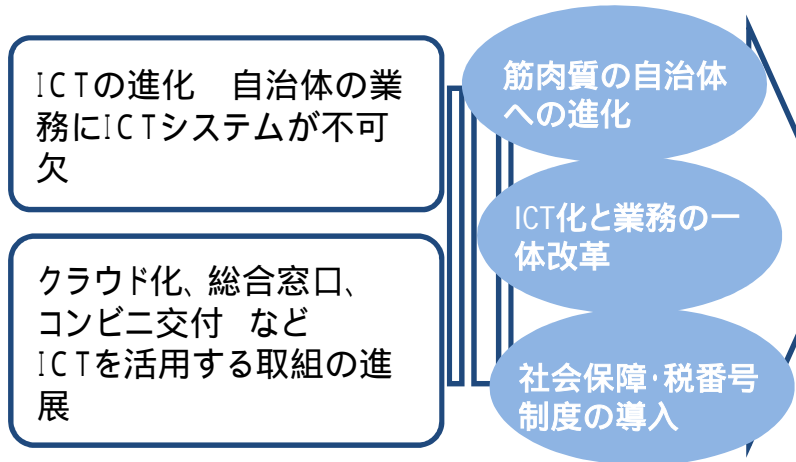 ICTの進化　自治体の業
務にICTシステムが不可
欠
クラウド化、総合窓口、
コンビニ交付　など
ICTを活用する取組の進
展
筋肉質の自治体
への進化
ICT化と業務の一
体改革
社会保障・税番号
制度の導入